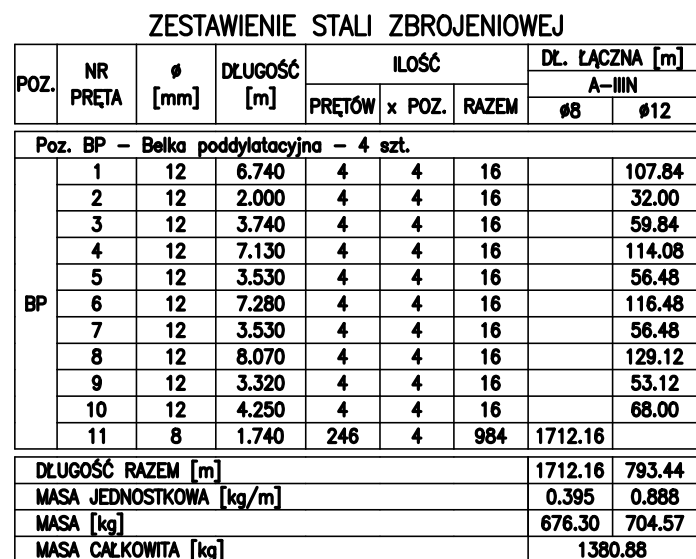 ZESTAWIENIE STALI ZBROJENIOWEJ
POZ. NR PRĘTA ø [mm] DŁUGOŚĆ [m] ILOŚĆ DŁ. ŁĄCZNA [m]
A-IIIN
PRĘTÓW x POZ. RAZEM ø8 ø12
Poz. BP - Belka poddylatacyjna - 4 szt.
1 12 6.740 4 4 16 107.84
2 12 2.000 4 4 16 32.00
3 12 3.740 4 4 16 59.84
4 12 7.130 4 4 16 114.08
5 12 3.530 4 4 16 56.48
BP 6 12 7.280 4 4 16 116.48
7 12 3.530 4 4 16 56.48
8 12 8.070 4 4 16 129.12
9 12 3.320 4 4 16 53.12
10 12 4.250 4 4 16 68.00
11 8 1.740 246 4 984 1712.16
DŁUGOŚĆ RAZEM [m] 1712.16 793.44
MASA JEDNOSTKOWA [kg/m] 0.395 0.888
MASA [kg] 676.30 704.57
MASA CAŁKOWITA [kg] 1380.88